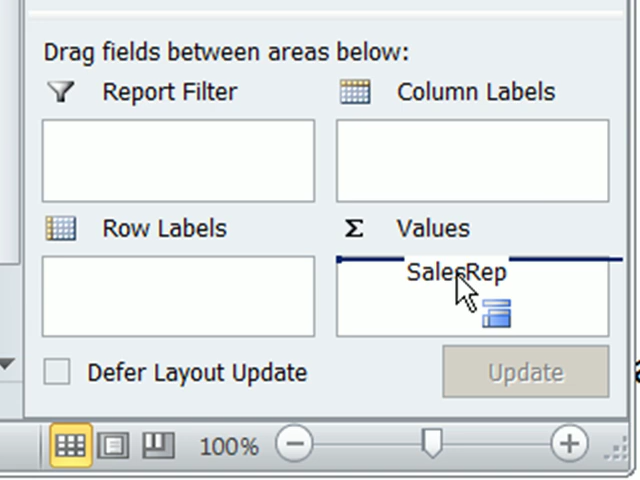 Drag fields between areas below:
Report Filter
Column Labels
Row Labels
Σ Values
SalesRep
Defer Layout Update
Update
100%